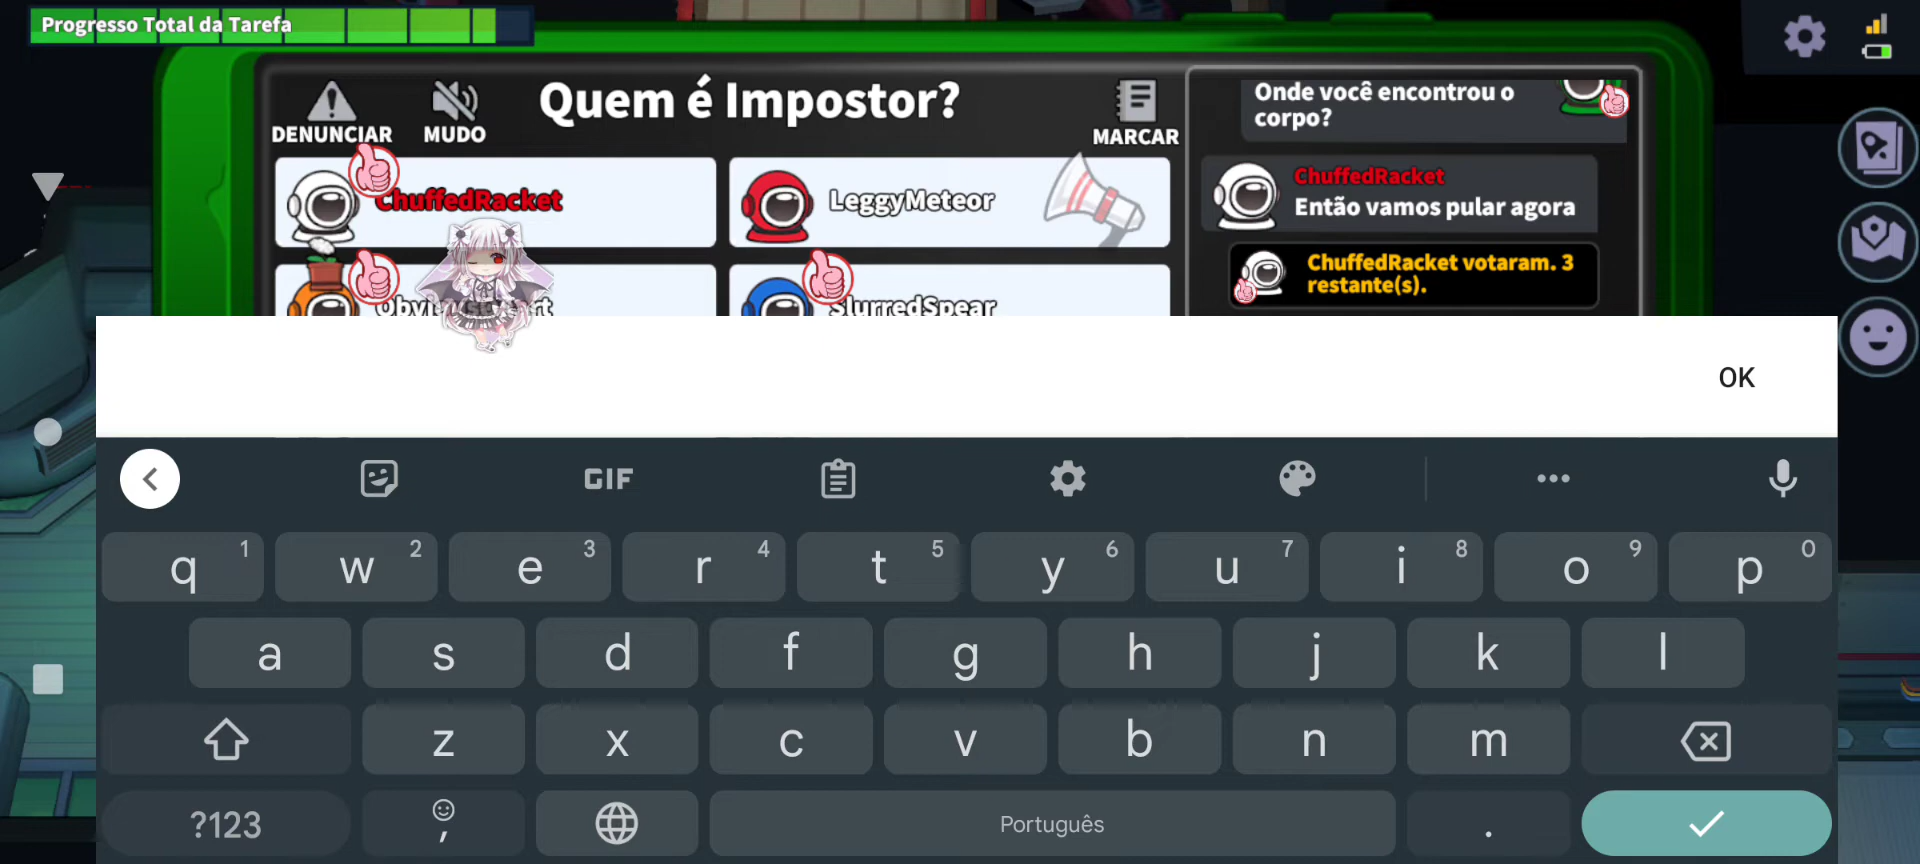 Progresso Total da Tarefa
Quem é Impostor?
DENUNCIAR
MUDO
MARCAR
ChuffedRacket
LeggyMeteor
SlurredSpear
Onde você encontrou o
corpo?
ChuffedRacket
Então vamos pular agora
ChuffedRacket votaram. 3
restante(s).
OK
GIF
q 1 w 2 e 3 r 4 t 5 y 6 u 7 i 8 o 9 p 0
a s d f g h j k l
z x c v b n m
?123 , Português .